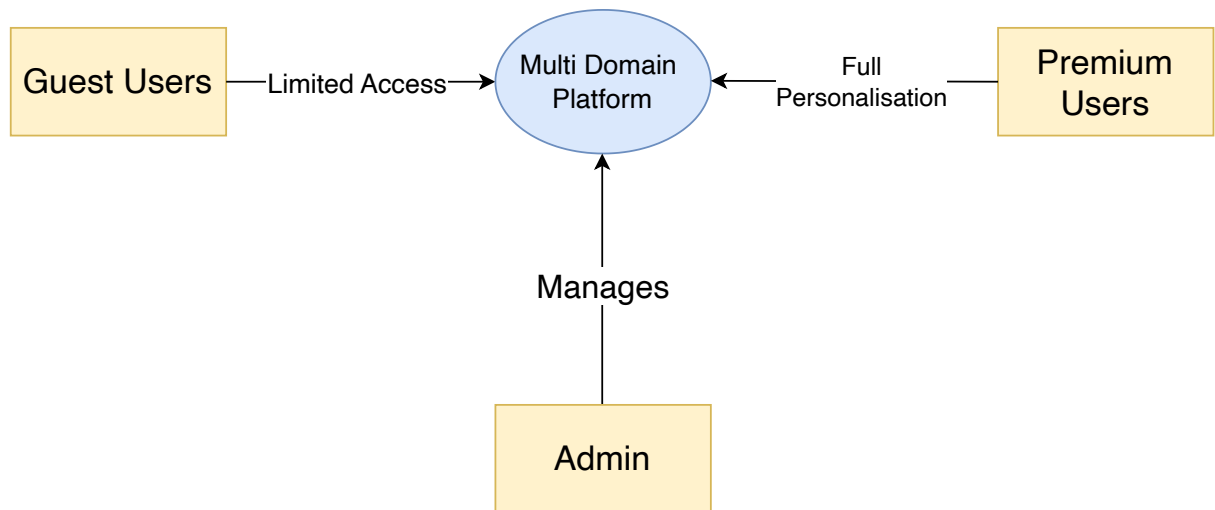 Guest Users
Limited Access
Multi Domain
Platform
Full
Personalisation
Premium
Users
Manages
Admin